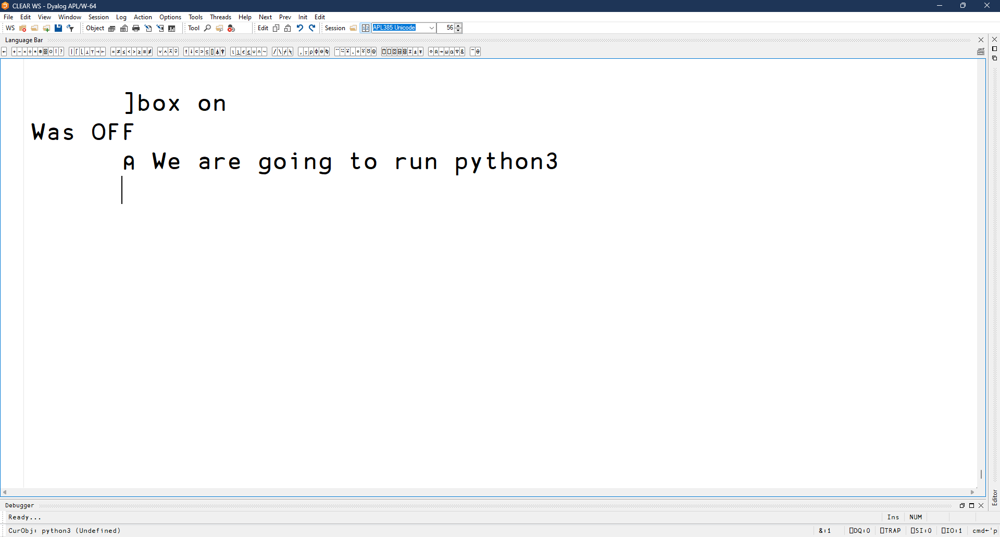 CLEAR WS - Dyalog APL/W-64
File Edit View Window Session Log Action Options Tools Threads Help Next Prev Init Edit
WS Object Tool Edit Session APL385 Unicode 56
Language Bar
← + - × ÷ * ⍟ ⌹ ○ ! ? | ⌈ ⌊ ⊥ ⊤ ⊣ ⊢ = ≠ ≤ < > ≥ ≡ ≢ ∨ ∧ ⍲ ⍱ ↑ ↓ ⊂ ⊃ ⊆ ⌷ ⍋ ⍒ ⍳ ⍸ ∊ ⍷ ∪ ∩ ~ / \ ⌿ ⍀ , ⍪ ⍴ ⌽ ⊖ ⍉ ¨ ⍨ ⍣ . ∘ ⍤ ⍥ @ ⍞ ⎕ ⍠ ⌸ ⌺ ⌶ ⍎ ⍕ ⋄ ⍝ → ⍵ ⍺ ∇ & ¯ ⍬
]box on
Was OFF
⍝ We are going to run python3
Editor
Debugger
Ready...
Ins NUM
CurObj: python3 (Undefined)
&:1 ⎕DQ:0 ⎕TRAP ⎕SI:0 ⎕IO:1 cmd←'p